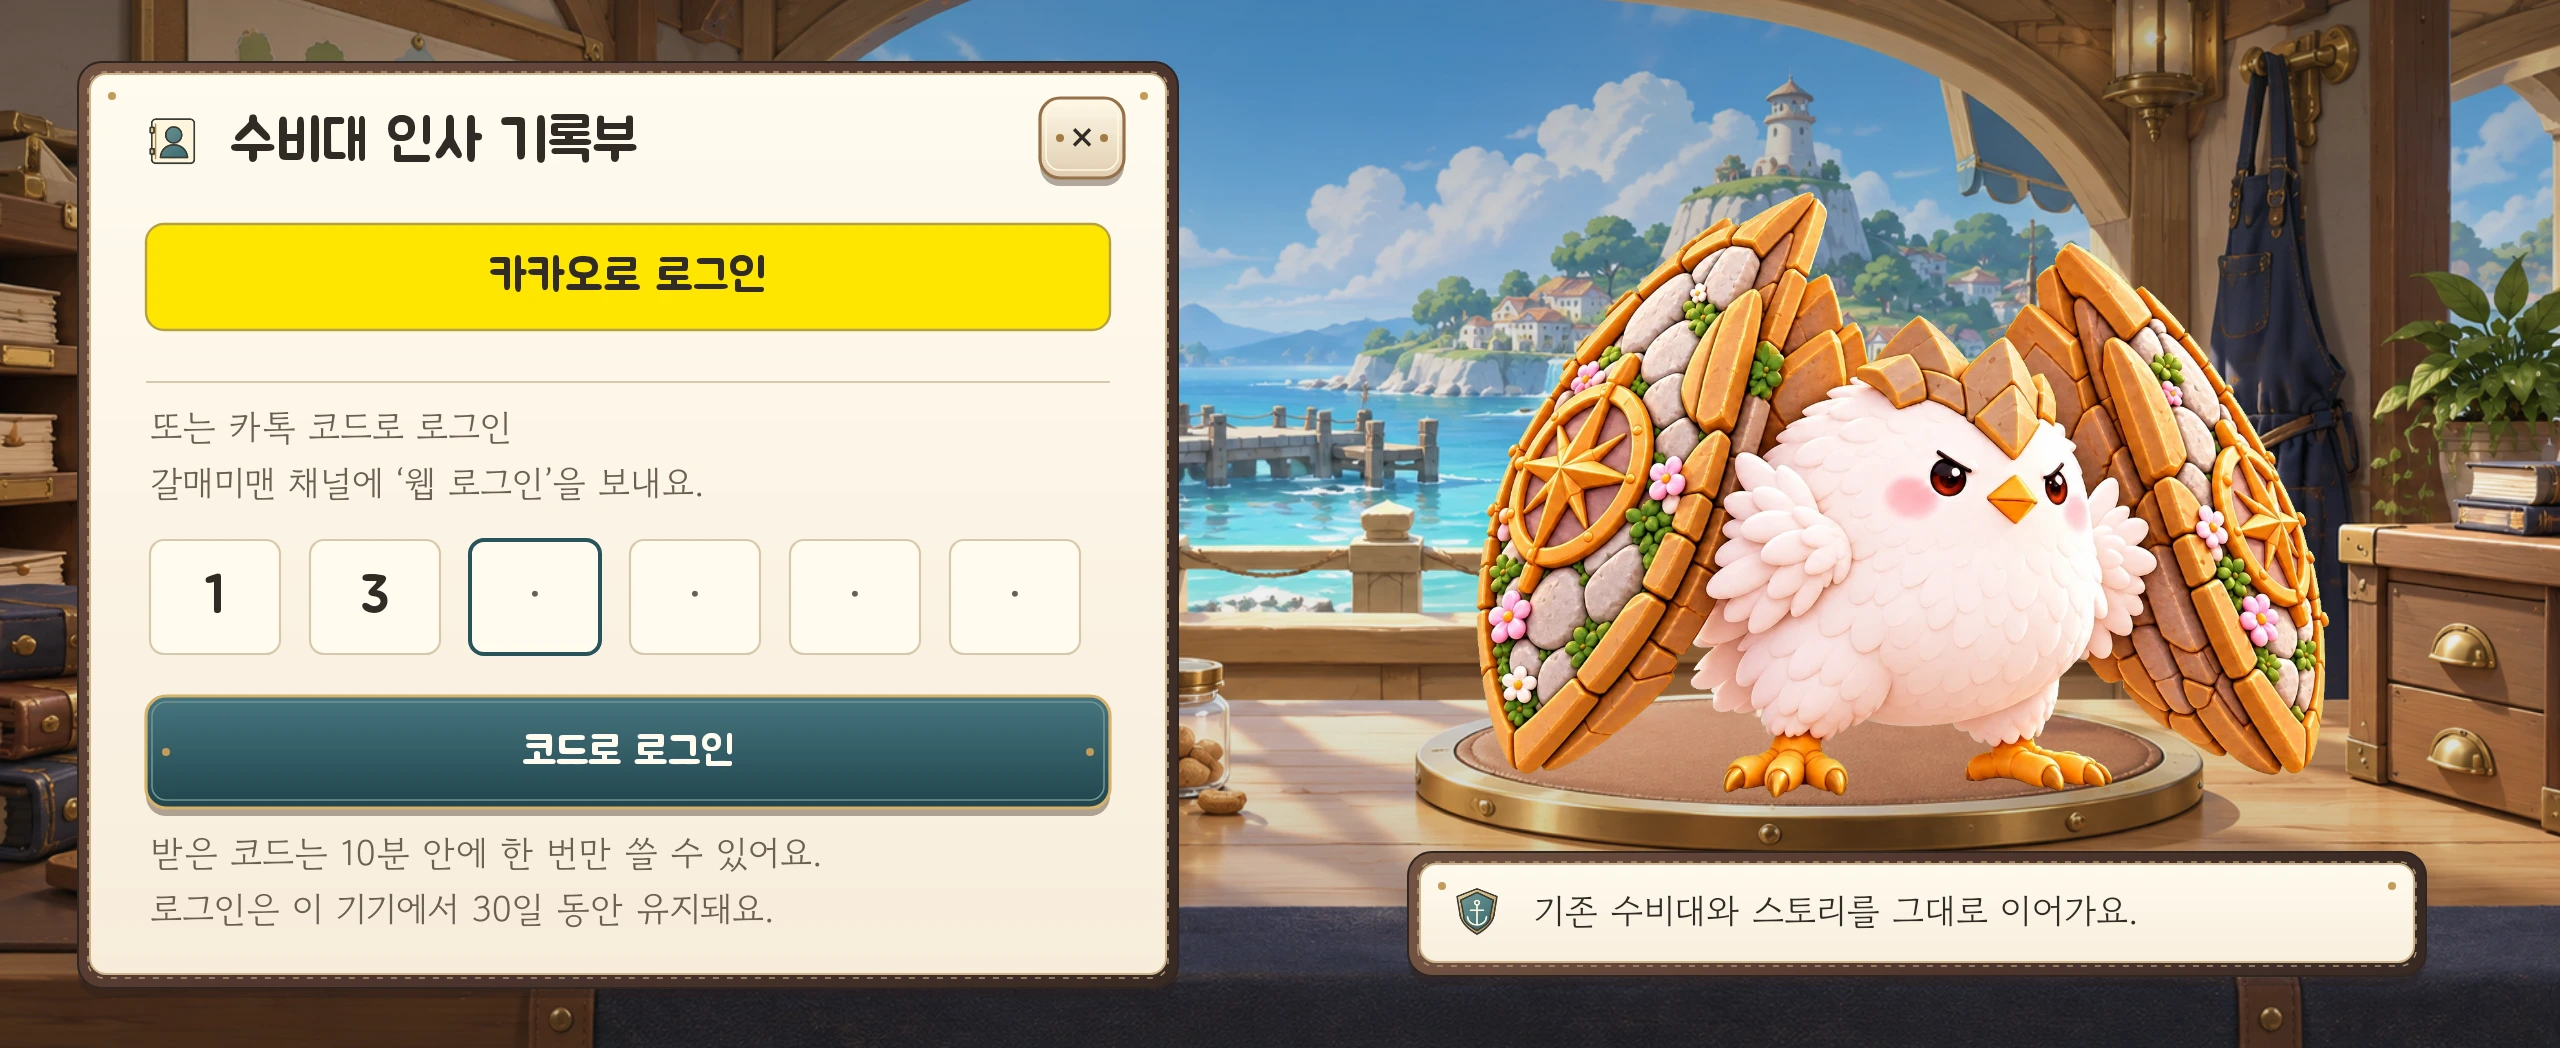 수비대 인사 기록부
×
카카오로 로그인
또는 카톡 코드로 로그인
갈매미맨 채널에 ‘웹 로그인’을 보내요.
1 3 · · · ·
코드로 로그인
받은 코드는 10분 안에 한 번만 쓸 수 있어요.
로그인은 이 기기에서 30일 동안 유지돼요.
기존 수비대와 스토리를 그대로 이어가요.